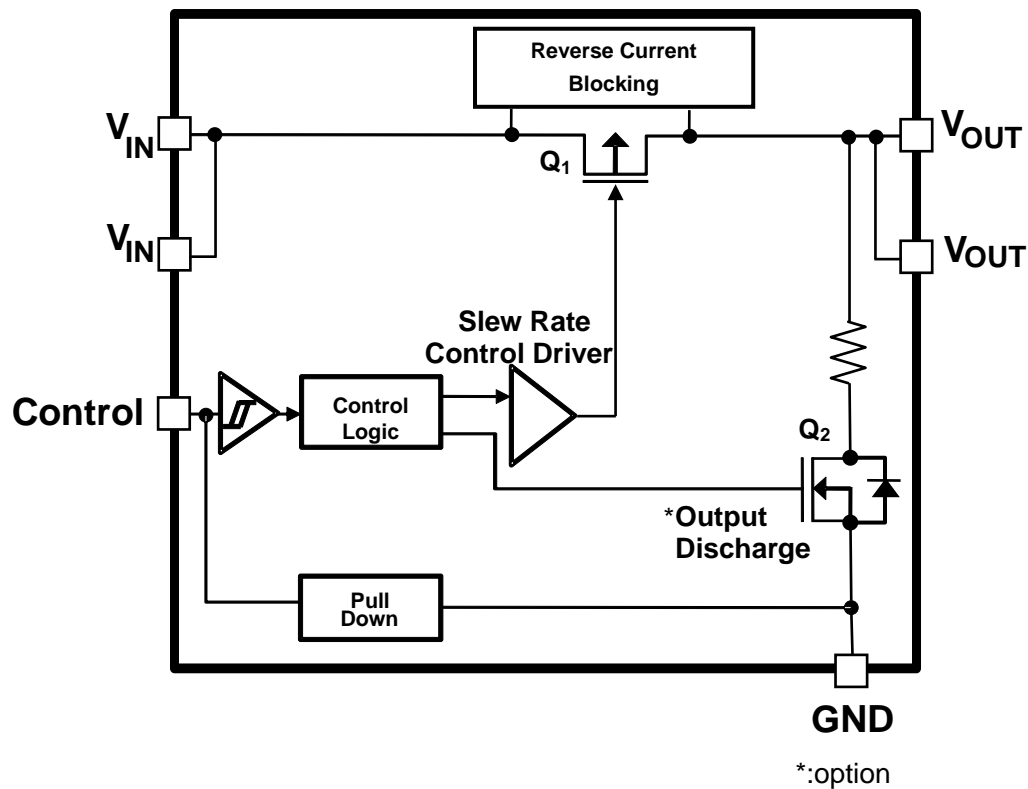 Reverse Current
Blocking
VIN
VOUT
Q1
VIN
VOUT
Slew Rate
Control Driver
Control
Control
Logic
Q2
*Output
Discharge
Pull
Down
GND
*:option